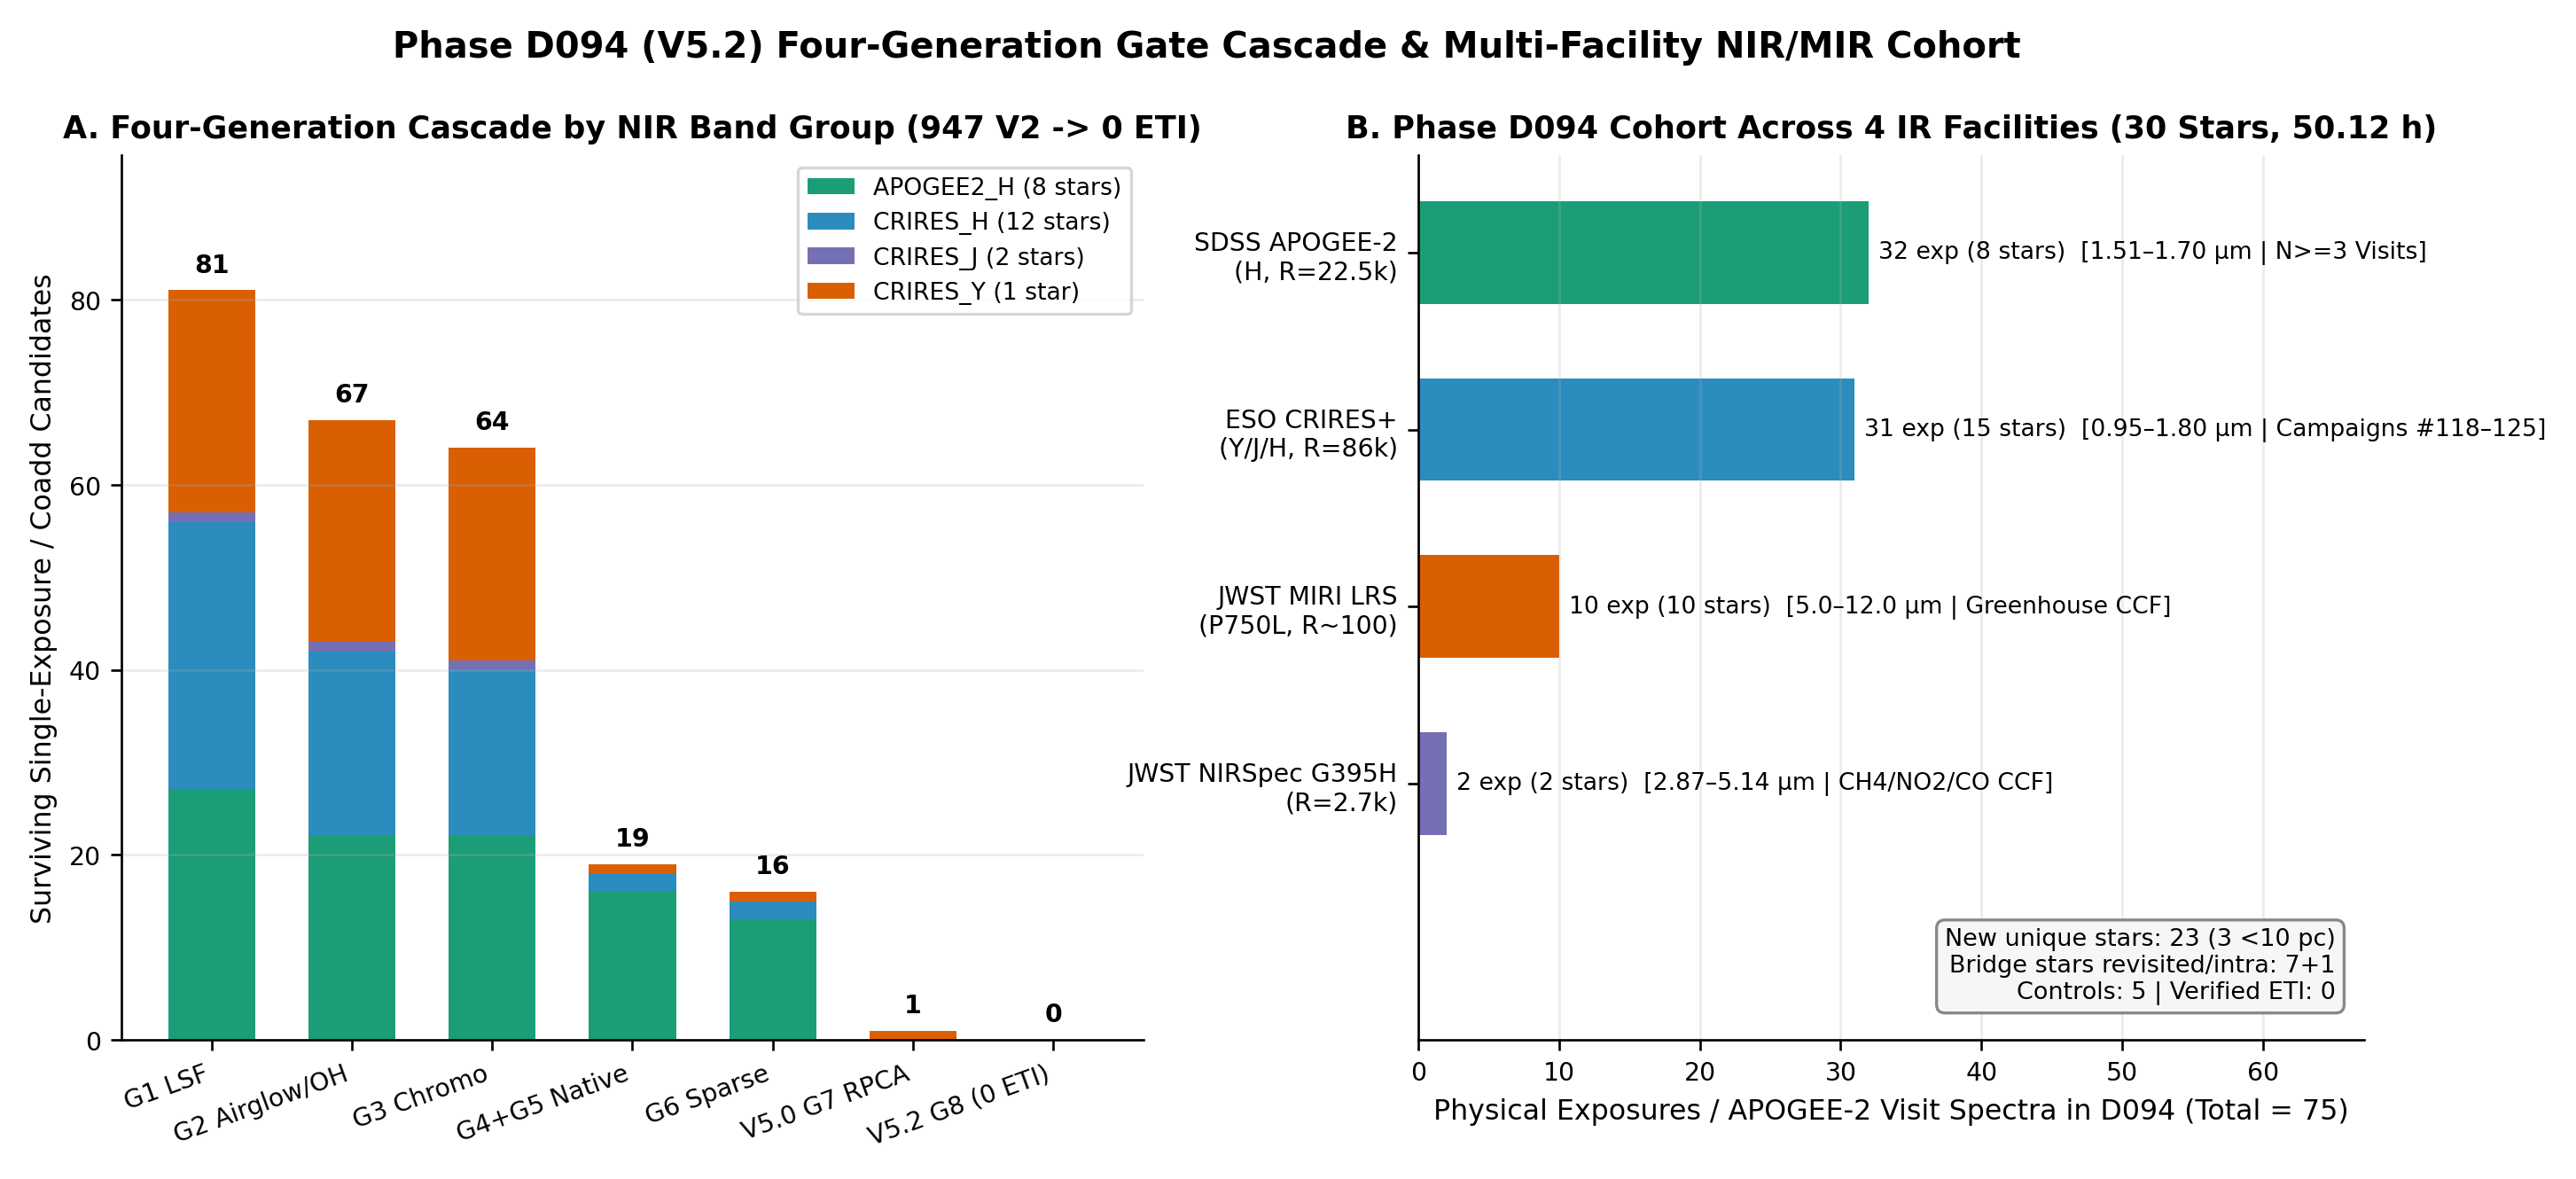 Phase D094 (V5.2) Four-Generation Gate Cascade & Multi-Facility NIR/MIR Cohort
A. Four-Generation Cascade by NIR Band Group (947 V2 -> 0 ETI)
APOGEE2_H (8 stars)
CRIRES_H (12 stars)
CRIRES_J (2 stars)
CRIRES_Y (1 star)
Surviving Single-Exposure / Coadd Candidates
80
60
40
20
0
81
67
64
19
16
1
0
G1 LSF
G2 Airglow/OH
G3 Chromo
G4+G5 Native
G6 Sparse
V5.0 G7 RPCA
V5.2 G8 (0 ETI)
B. Phase D094 Cohort Across 4 IR Facilities (30 Stars, 50.12 h)
SDSS APOGEE-2
(H, R=22.5k)
32 exp (8 stars)  [1.51–1.70 μm | N>=3 Visits]
ESO CRIRES+
(Y/J/H, R=86k)
31 exp (15 stars)  [0.95–1.80 μm | Campaigns #118–125]
JWST MIRI LRS
(P750L, R~100)
10 exp (10 stars)  [5.0–12.0 μm | Greenhouse CCF]
JWST NIRSpec G395H
(R=2.7k)
2 exp (2 stars)  [2.87–5.14 μm | CH4/NO2/CO CCF]
New unique stars: 23 (3 <10 pc)
Bridge stars revisited/intra: 7+1
Controls: 5 | Verified ETI: 0
0
10
20
30
40
50
60
Physical Exposures / APOGEE-2 Visit Spectra in D094 (Total = 75)